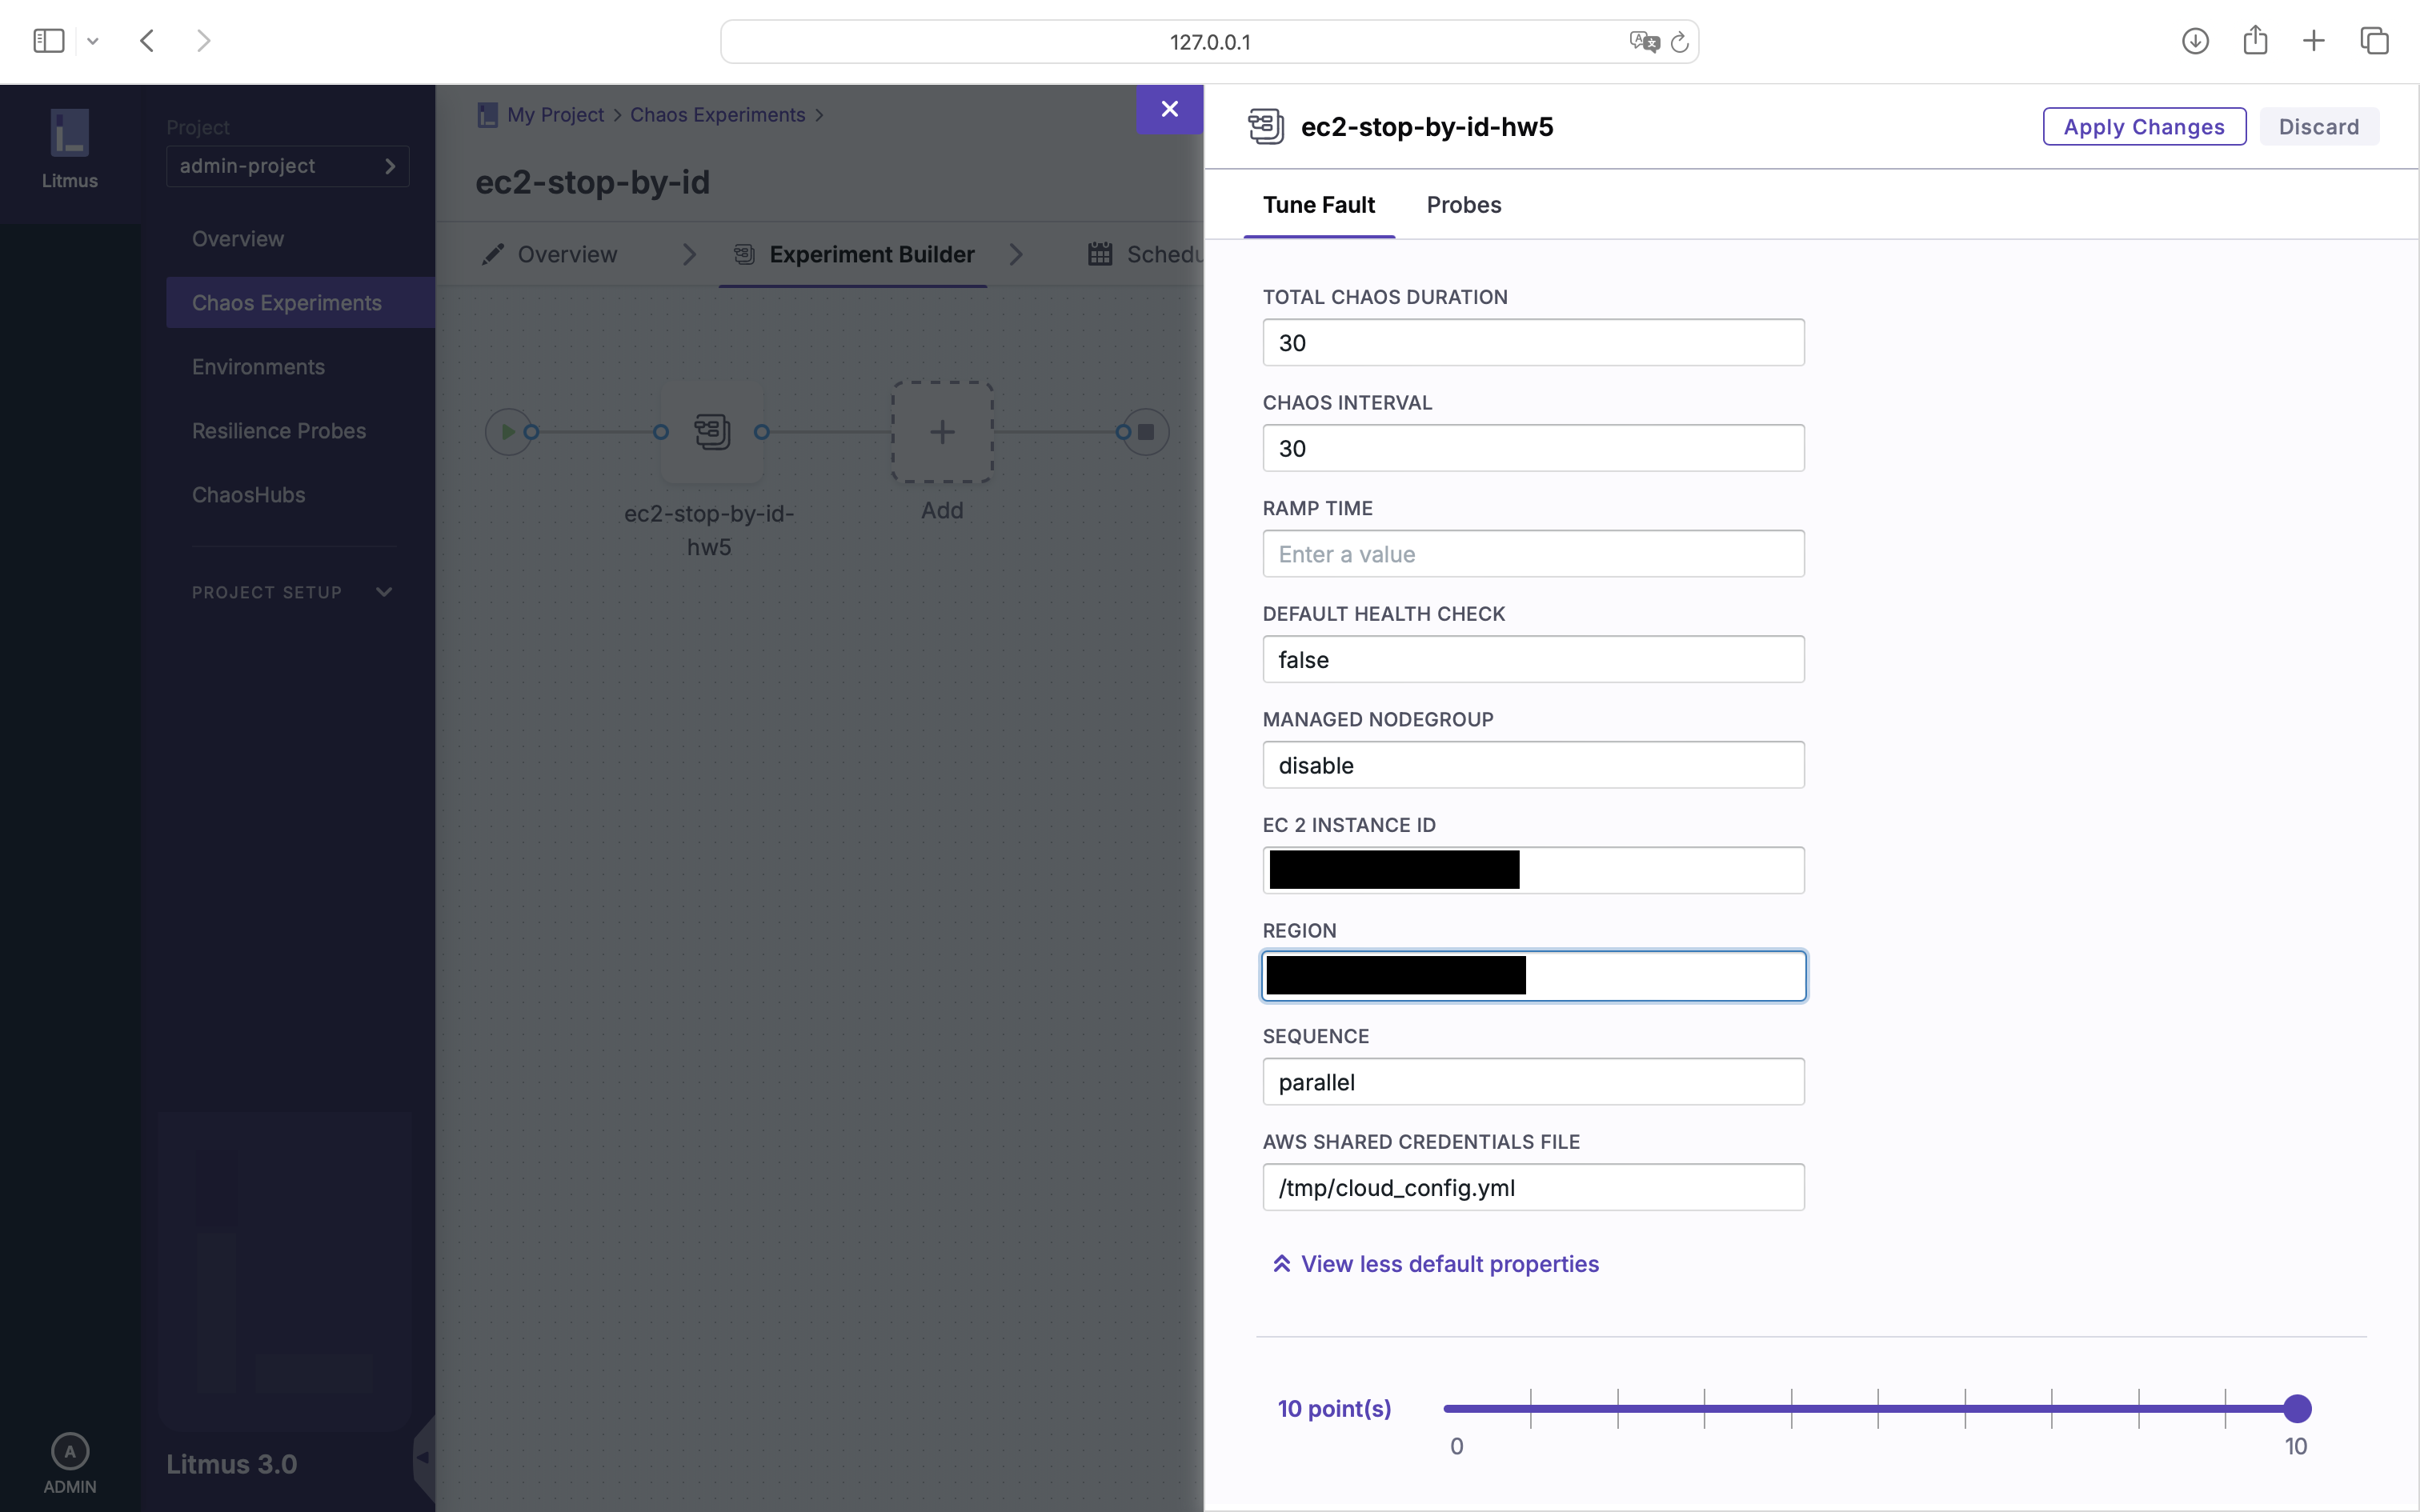 127.0.0.1
Litmus
Project
admin-project
Overview
Chaos Experiments
Environments
Resilience Probes
ChaosHubs
PROJECT SETUP
Litmus 3.0
A
ADMIN
My Project > Chaos Experiments >
ec2-stop-by-id
Overview
Experiment Builder
Schedu
ec2-stop-by-id-
hw5
Add
ec2-stop-by-id-hw5
Apply Changes
Discard
Tune Fault
Probes
TOTAL CHAOS DURATION
30
CHAOS INTERVAL
30
RAMP TIME
Enter a value
DEFAULT HEALTH CHECK
false
MANAGED NODEGROUP
disable
EC 2 INSTANCE ID
REGION
SEQUENCE
parallel
AWS SHARED CREDENTIALS FILE
/tmp/cloud_config.yml
View less default properties
10 point(s)
0
10